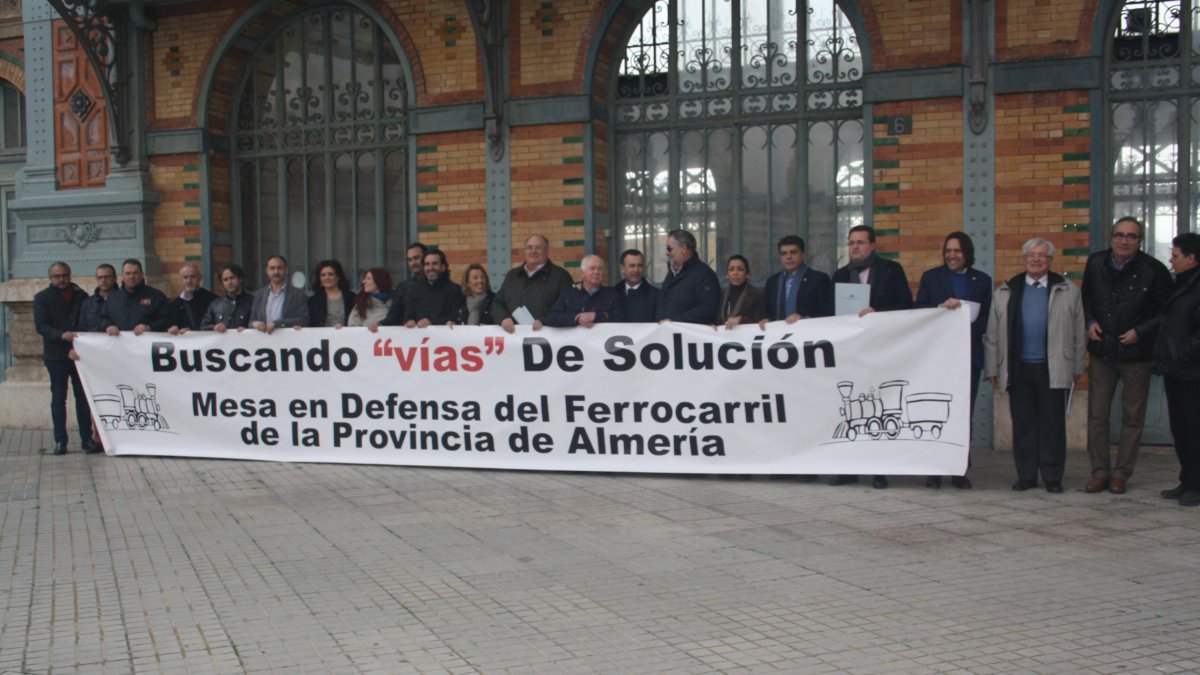 6
Buscando “vías” De Solución
Mesa en Defensa del Ferrocarril
de la Provincia de Almería